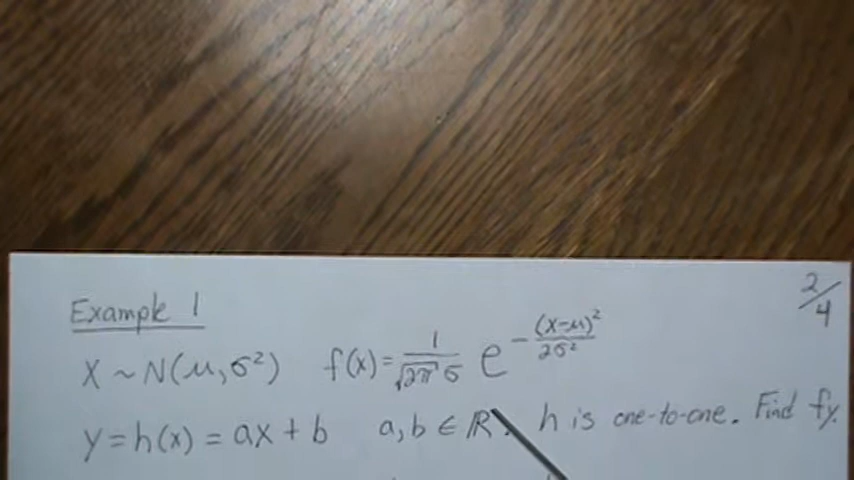 2/4
Example 1
X ~ N(μ, σ²) f(x) = 1/(√2π σ) e^(-(x-μ)²/2σ²)
y = h(x) = ax + b a, b ∈ ℝ. h is one-to-one. Find fy.